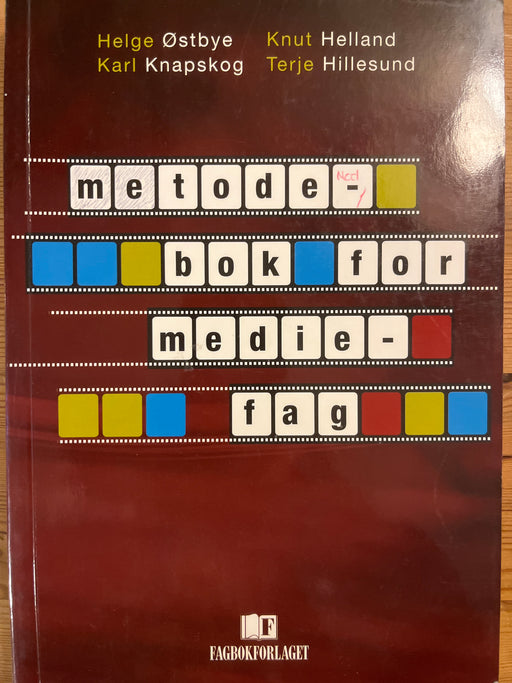 Helge Østbye Knut Helland
Karl Knapskog Terje Hillesund
metode-
bok for
medie-
fag
F
FAGBOKFORLAGET